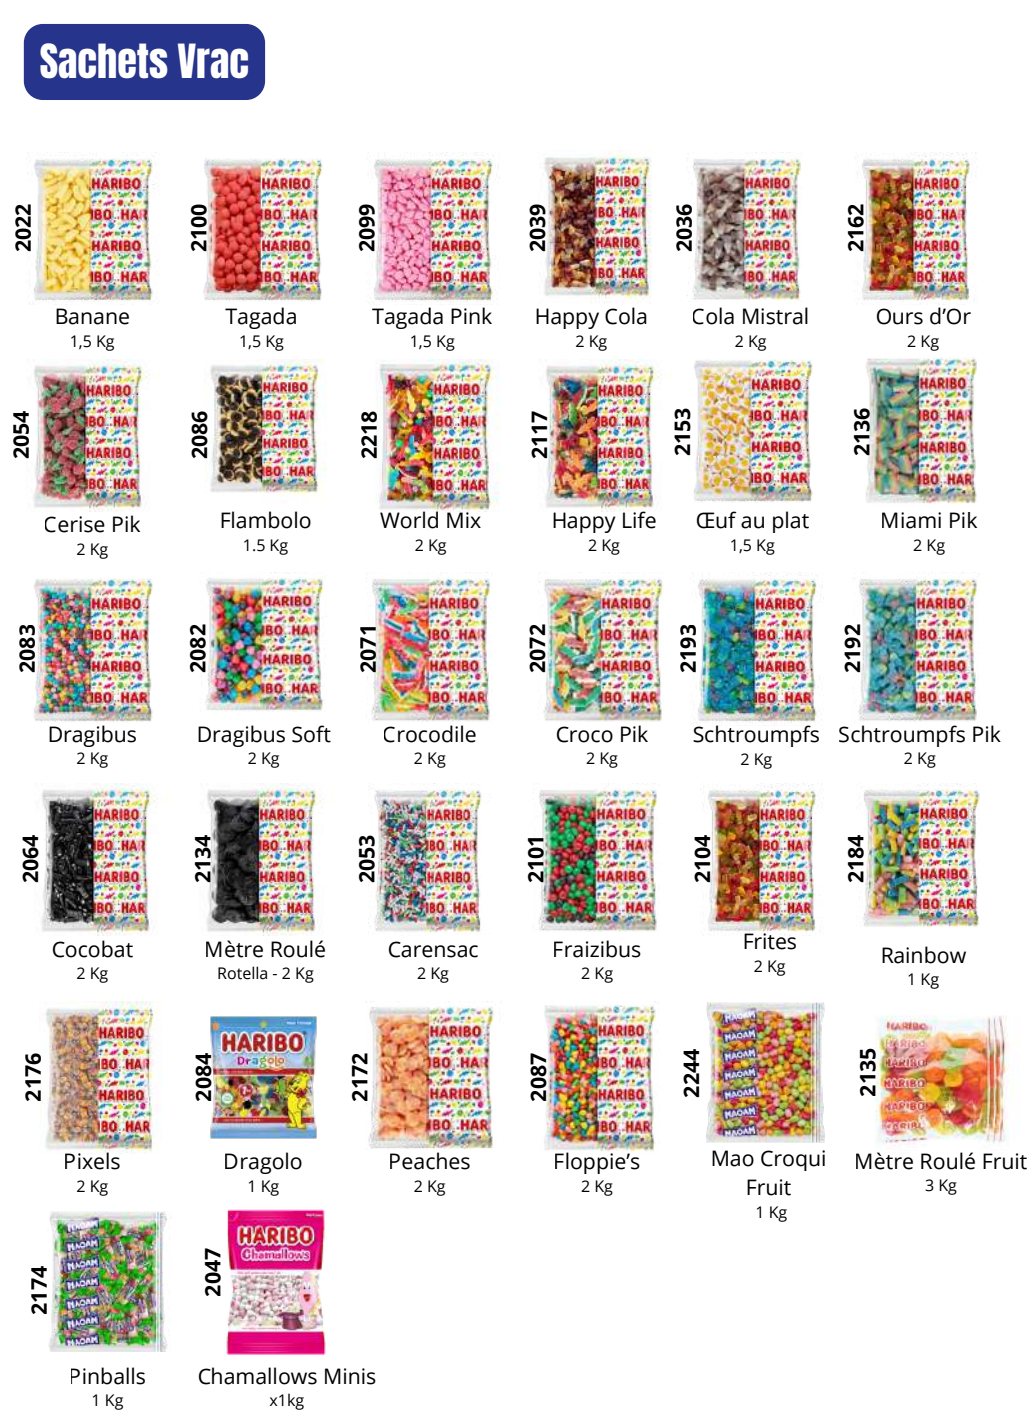 Sachets Vrac
2022
2100
2099
2039
2036
2162
Banane
1,5 Kg
Tagada
1,5 Kg
Tagada Pink
1,5 Kg
Happy Cola
2 Kg
Cola Mistral
2 Kg
Ours d’Or
2 Kg
2054
2086
2218
2117
2153
2136
Cerise Pik
2 Kg
Flambolo
1.5 Kg
World Mix
2 Kg
Happy Life
2 Kg
Œuf au plat
1,5 Kg
Miami Pik
2 Kg
2083
2082
2071
2072
2193
2192
Dragibus
2 Kg
Dragibus Soft
2 Kg
Crocodile
2 Kg
Croco Pik
2 Kg
Schtroumpfs
2 Kg
Schtroumpfs Pik
2 Kg
2064
2134
2053
2101
2104
2184
Cocobat
2 Kg
Mètre Roulé
Rotella - 2 Kg
Carensac
2 Kg
Fraizibus
2 Kg
Frites
2 Kg
Rainbow
1 Kg
2176
2084
HARIBO
Dragolo
2172
2087
2244
MAOAM
2135
HARIBO
Pixels
2 Kg
Dragolo
1 Kg
Peaches
2 Kg
Floppie’s
2 Kg
Mao Croqui
Fruit
1 Kg
Mètre Roulé Fruit
3 Kg
2174
MAOAM
2047
HARIBO
Chamallows
Pinballs
1 Kg
Chamallows Minis
x1kg